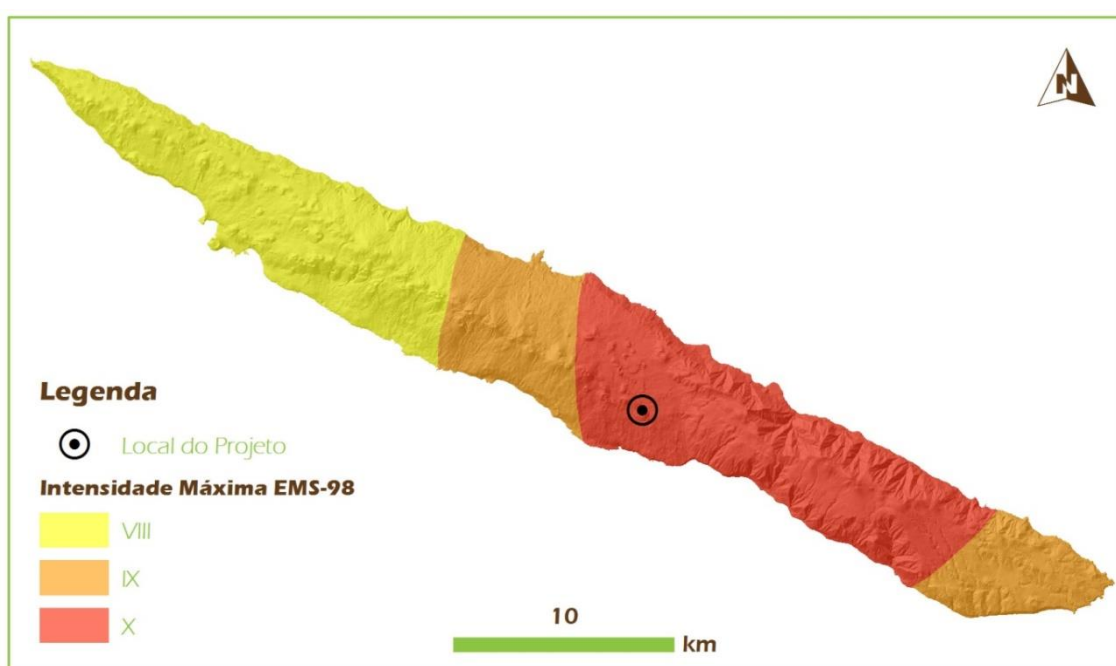 N
Legenda
Local do Projeto
Intensidade Máxima EMS-98
VIII
IX
X
10
km